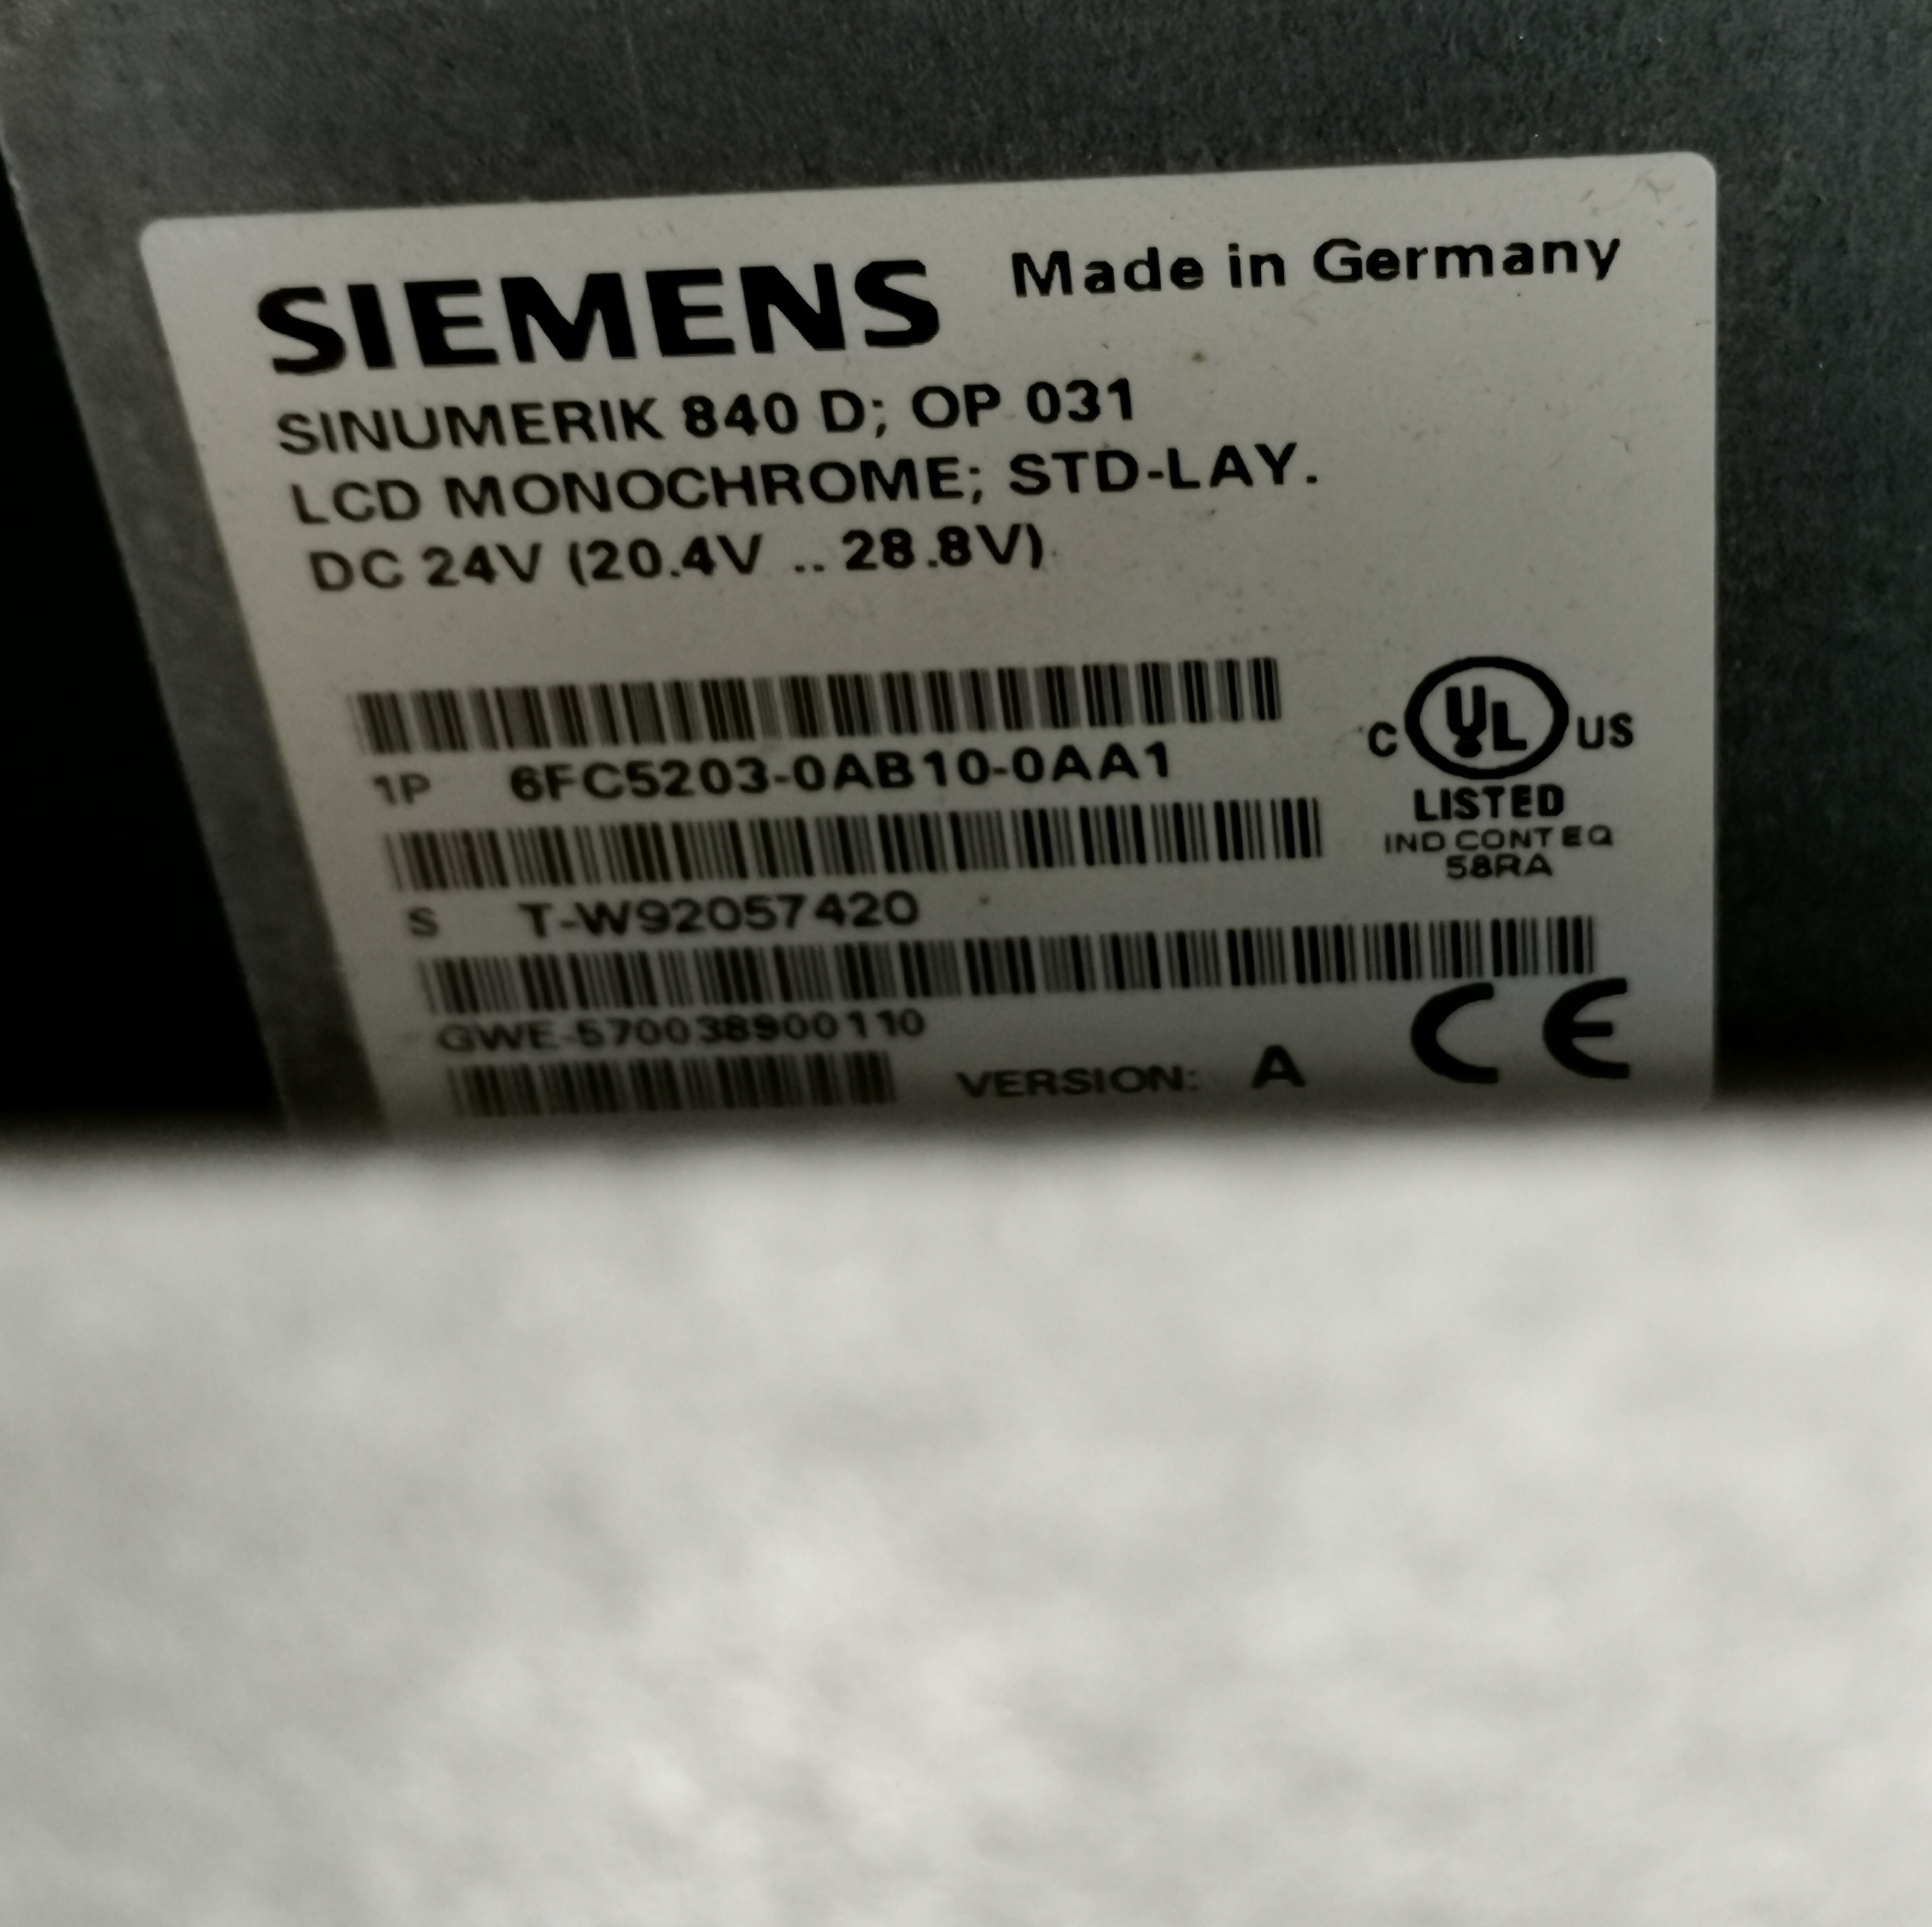 SIEMENS Made in Germany
SINUMERIK 840 D; OP 031
LCD MONOCHROME; STD-LAY.
DC 24V (20.4V .. 28.8V)
C UL US
1P 6FC5203-0AB10-0AA1
LISTED
IND CONT EQ
58RA
S T-W92057420
GWE-570038900110
VERSION: A
CE